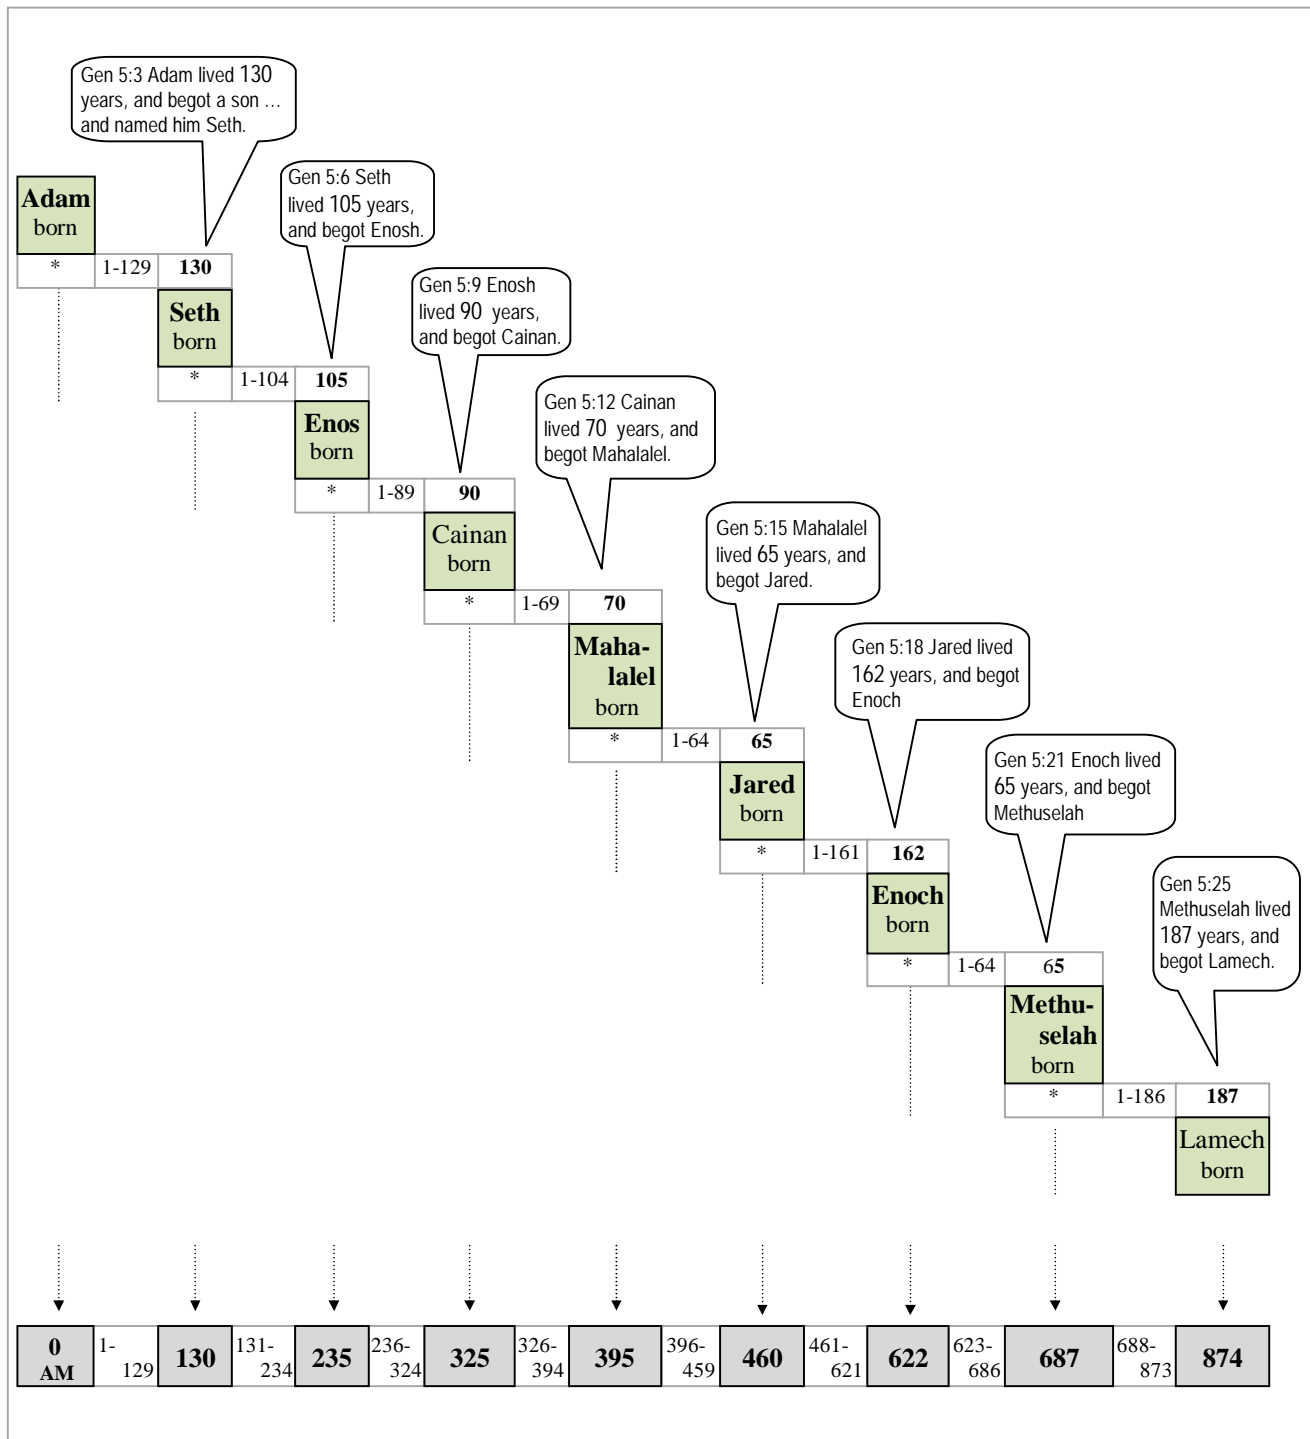 Gen 5:3 Adam lived 130
years, and begot a son …
and named him Seth.
Adam
born
* 1-129 130
Gen 5:6 Seth
lived 105 years,
and begot Enosh.
Seth
born
* 1-104 105
Gen 5:9 Enosh
lived 90 years,
and begot Cainan.
Enos
born
* 1-89 90
Gen 5:12 Cainan
lived 70 years, and
begot Mahalalel.
Cainan
born
* 1-69 70
Gen 5:15 Mahalalel
lived 65 years, and
begot Jared.
Maha-
lalel
born
* 1-64 65
Gen 5:18 Jared lived
162 years, and begot
Enoch
Jared
born
* 1-161 162
Gen 5:21 Enoch lived
65 years, and begot
Methuselah
Enoch
born
* 1-64 65
Gen 5:25
Methuselah lived
187 years, and
begot Lamech.
Methu-
selah
born
* 1-186 187
Lamech
born
0
AM
1-
129
130
131-
234
235
236-
324
325
326-
394
395
396-
459
460
461-
621
622
623-
686
687
688-
873
874